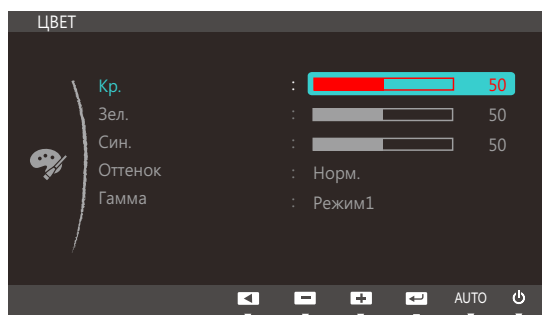 ЦВЕТ
Кр. : 50
Зел. : 50
Син. : 50
Оттенок : Норм.
Гамма : Режим1
AUTO